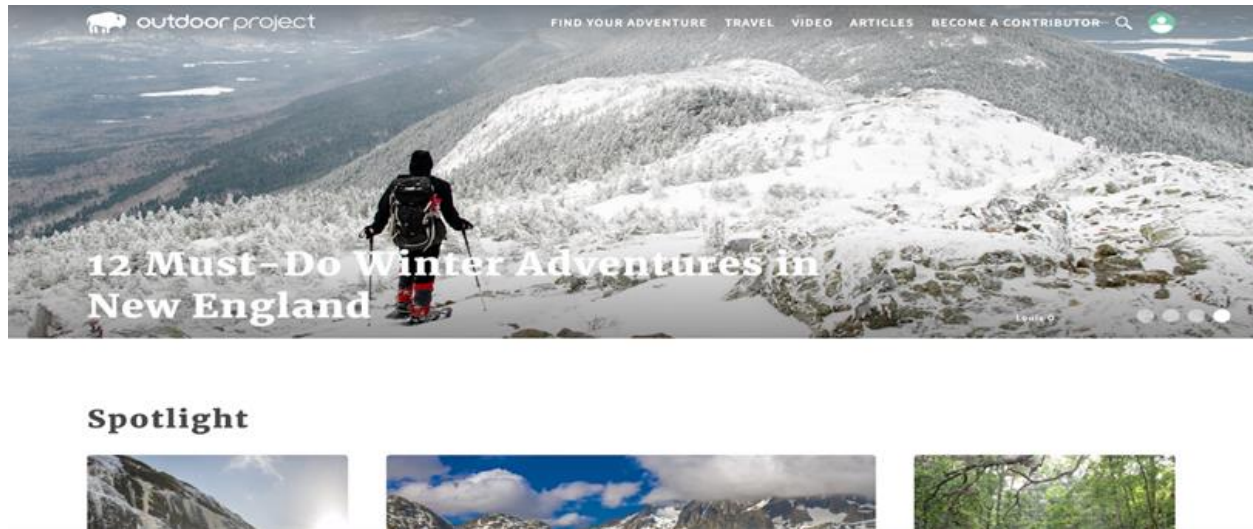 outdoor project
FIND YOUR ADVENTURE TRAVEL VIDEO ARTICLES BECOME A CONTRIBUTOR
12 Must-Do Winter Adventures in
New England
Louis O
Spotlight